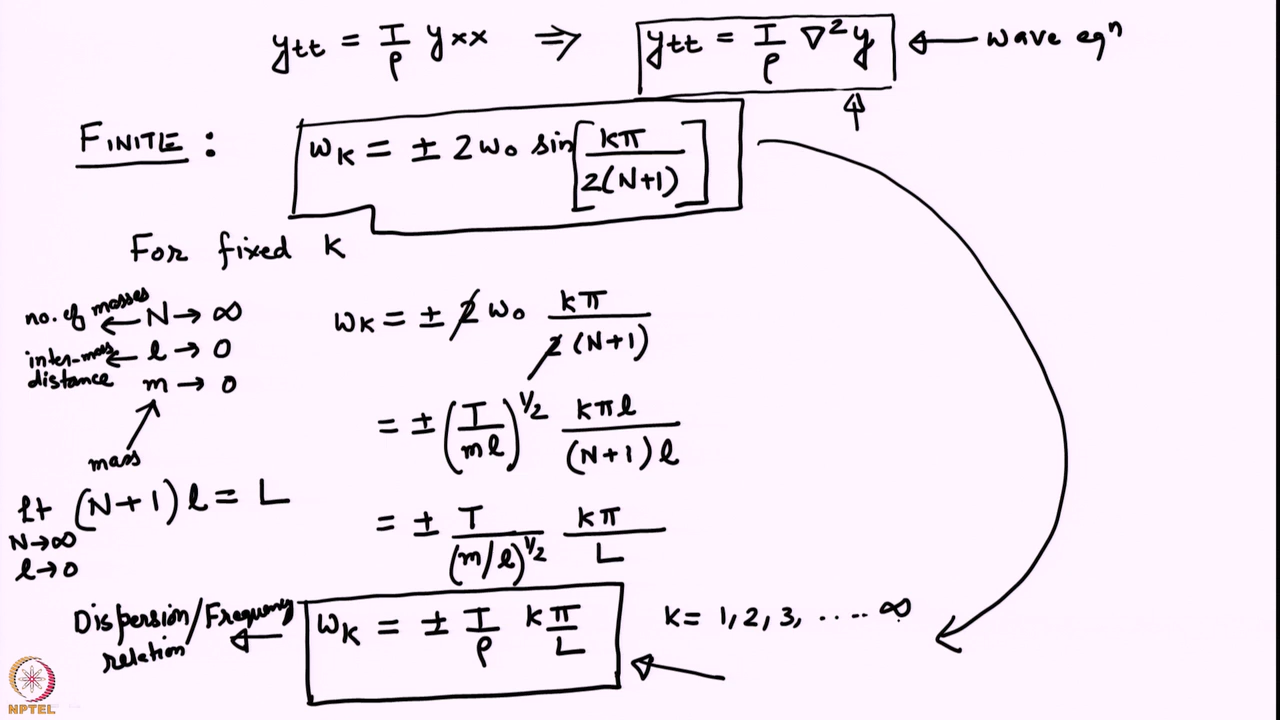 y_tt = T/ρ y_xx ⇒ y_tt = T/ρ ∇²y ← wave eqⁿ
FINITE : ω_k = ± 2ω₀ sin[kπ / 2(N+1)]
For fixed k
no. of masses ← N → ∞
inter-mass distance ← l → 0
m → 0
mass
lt N→∞ l→0 (N+1) l = L
ω_k = ± 2 ω₀ kπ / 2(N+1)
= ± (T/ml)^1/2 kπl / (N+1) l
= ± T/(m/l)^1/2 kπ/L
Dispersion/Frequency relation ← ω_k = ± T/ρ kπ/L k = 1, 2, 3, ..... ∞
NPTEL